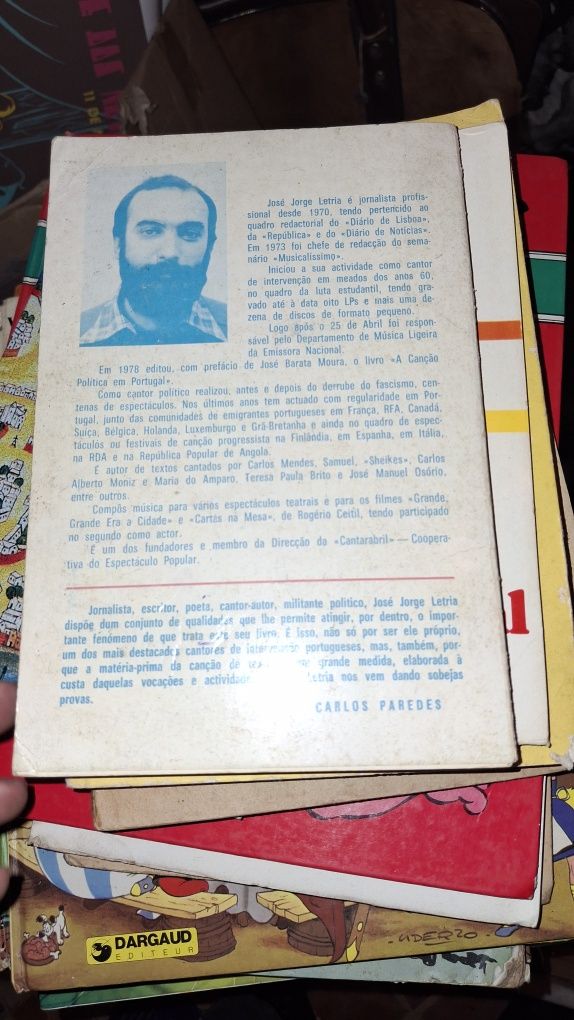 José Jorge Letria é jornalista profis-
sional desde 1970, tendo pertencido ao
quadro redactorial do «Diário de Lisboa»,
da «República» e do «Diário de Notícias».
Em 1973 foi chefe de redacção do sema-
nário «Musicalíssimo».
Iniciou a sua actividade como cantor
de intervenção em meados dos anos 60,
no quadro da luta estudantil, tendo gra-
vado até à data oito LPs e mais uma de-
zena de discos de formato pequeno.
Logo após o 25 de Abril foi respon-
sável pelo Departamento de Música Ligeira
da Emissora Nacional.
Em 1978 editou, com prefácio de José Barata Moura, o livro «A Canção
Política em Portugal».
Como cantor político realizou, antes e depois do derrube do fascismo, cen-
tenas de espectáculos. Nos últimos anos tem actuado com regularidade em Por-
tugal, junto das comunidades de emigrantes portugueses em França, RFA, Canadá,
Suíça, Bélgica, Holanda, Luxemburgo e Grã-Bretanha e ainda no quadro de espec-
táculos ou festivais de canção progressista na Finlândia, em Espanha, em Itália,
na RDA e na República Popular de Angola.
É autor de textos cantados por Carlos Mendes, Samuel, «Sheikes», Carlos
Alberto Moniz e Maria do Amparo, Teresa Paula Brito e José Manuel Osório,
entre outros.
Compôs música para vários espectáculos teatrais e para os filmes «Grande,
Grande Era a Cidade» e «Cartas na Mesa», de Rogério Ceitil, tendo participado
no segundo como actor.
É um dos fundadores e membro da Direcção da «Cantarabril» — Coopera-
tiva do Espectáculo Popular.
Jornalista, escritor, poeta, cantor-autor, militante político, José Jorge Letria
dispõe dum conjunto de qualidades que lhe permite atingir, por dentro, o impor-
tante fenómeno de que trata este seu livro. E isso, não só por ser ele próprio,
um dos mais destacados cantores de intervenção portugueses, mas, também, por-
que a matéria-prima da canção de grande medida, elaborada à
custa daquelas vocações e actividad Letria nos vem dando sobejas
provas.
CARLOS PAREDES
DARGAUD
EDITEUR
UDERZO